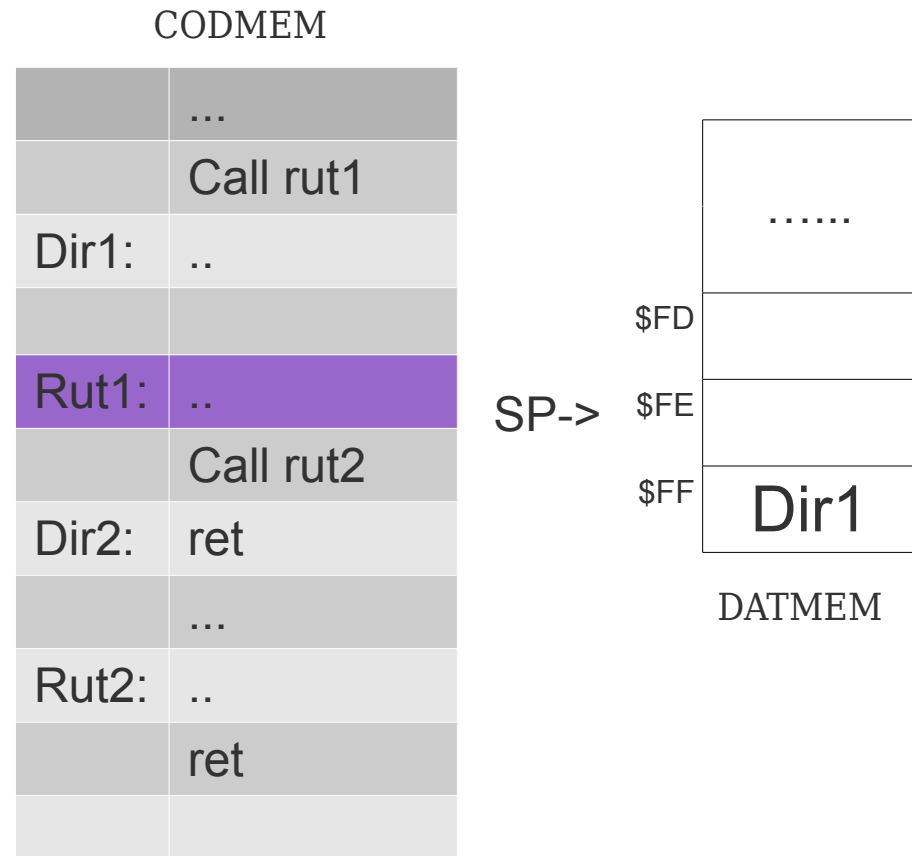 CODMEM
...
Call rut1
Dir1: ..
Rut1: ..
Call rut2
Dir2: ret
...
Rut2: ..
ret
SP->
…...
$FD
$FE
$FF Dir1
DATMEM